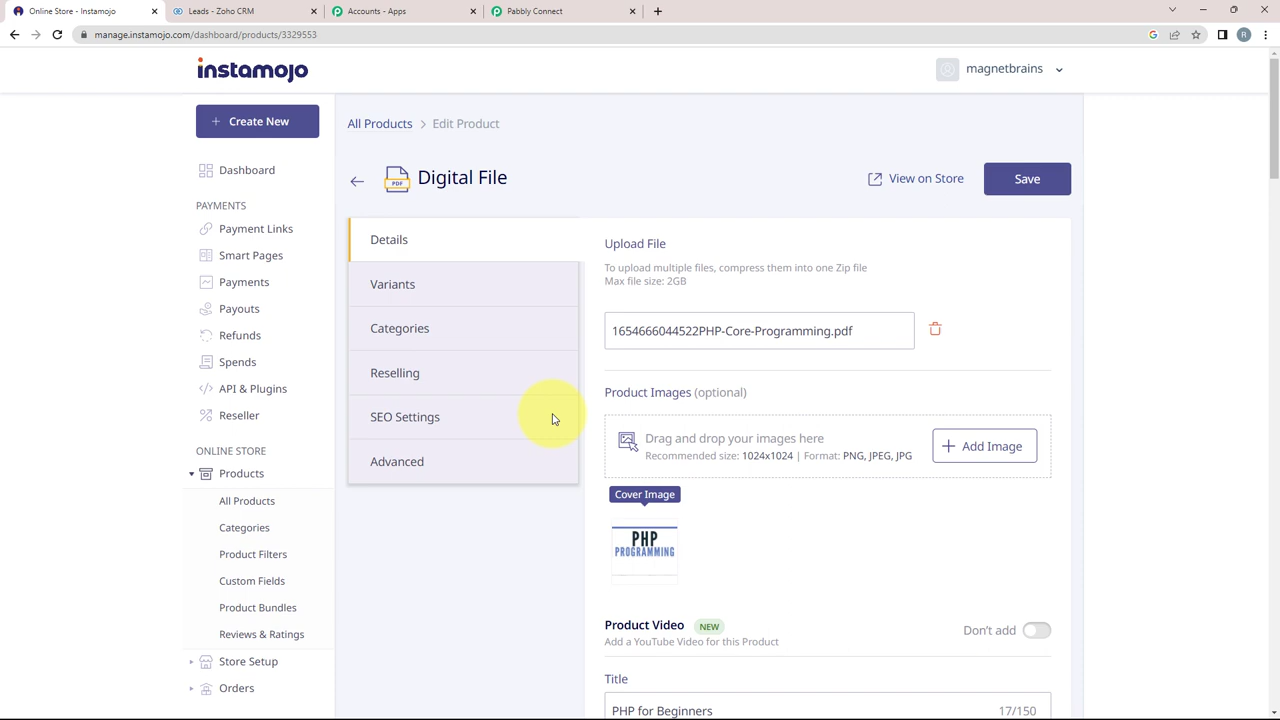 Online Store - Instamojo
Leads - Zoho CRM
Accounts - Apps
Pabbly Connect
manage.instamojo.com/dashboard/products/3329553
R
instamojo
magnetbrains
+ Create New
Dashboard
PAYMENTS
Payment Links
Smart Pages
Payments
Payouts
Refunds
Spends
API & Plugins
Reseller
ONLINE STORE
Products
All Products
Categories
Product Filters
Custom Fields
Product Bundles
Reviews & Ratings
Store Setup
Orders
All Products > Edit Product
PDF
Digital File
View on Store
Save
Details
Variants
Categories
Reselling
SEO Settings
Advanced
Upload File
To upload multiple files, compress them into one Zip file
Max file size: 2GB
1654666044522PHP-Core-Programming.pdf
Product Images (optional)
Drag and drop your images here
Recommended size: 1024x1024 | Format: PNG, JPEG, JPG
+ Add Image
Cover Image
PHP
PROGRAMMING
Product Video NEW
Add a YouTube Video for this Product
Don't add
Title
PHP for Beginners
17/150